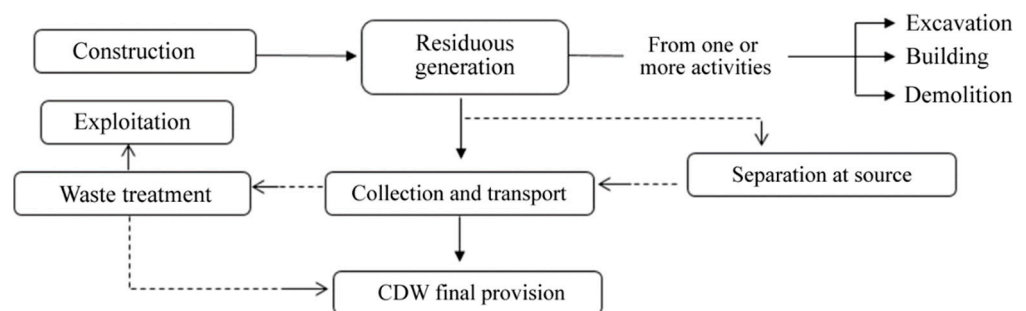 Construction
Residuous
generation
From one or
more activities
Excavation
Building
Demolition
Exploitation
Waste treatment
Collection and transport
Separation at source
CDW final provision